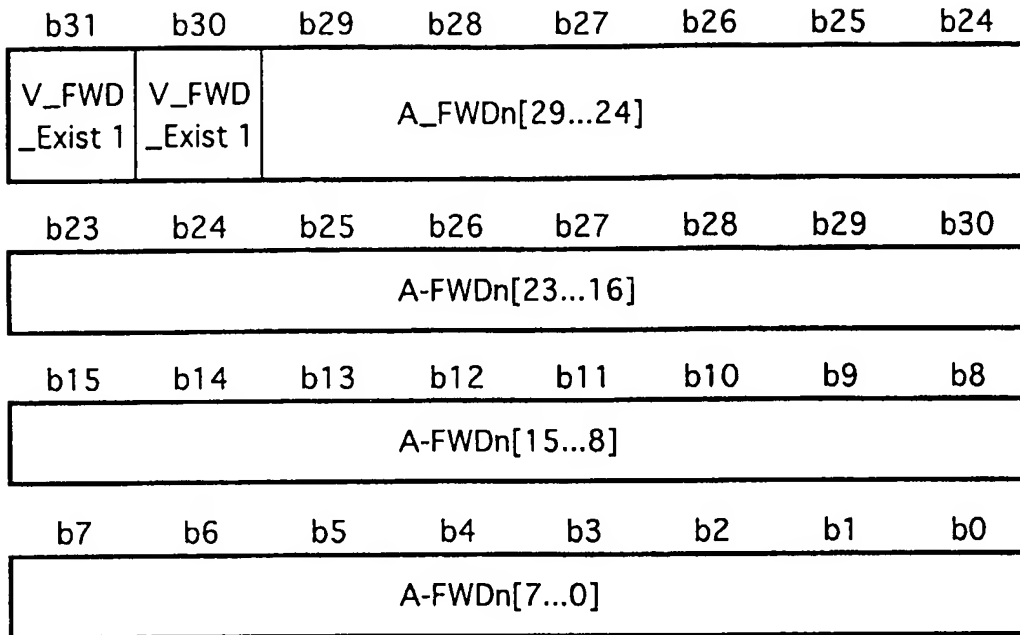 b31 b30 b29 b28 b27 b26 b25 b24
V_FWD V_FWD A_FWDn[29...24]
_Exist 1 _Exist 1
b23 b24 b25 b26 b27 b28 b29 b30
A-FWDn[23...16]
b15 b14 b13 b12 b11 b10 b9 b8
A-FWDn[15...8]
b7 b6 b5 b4 b3 b2 b1 b0
A-FWDn[7...0]